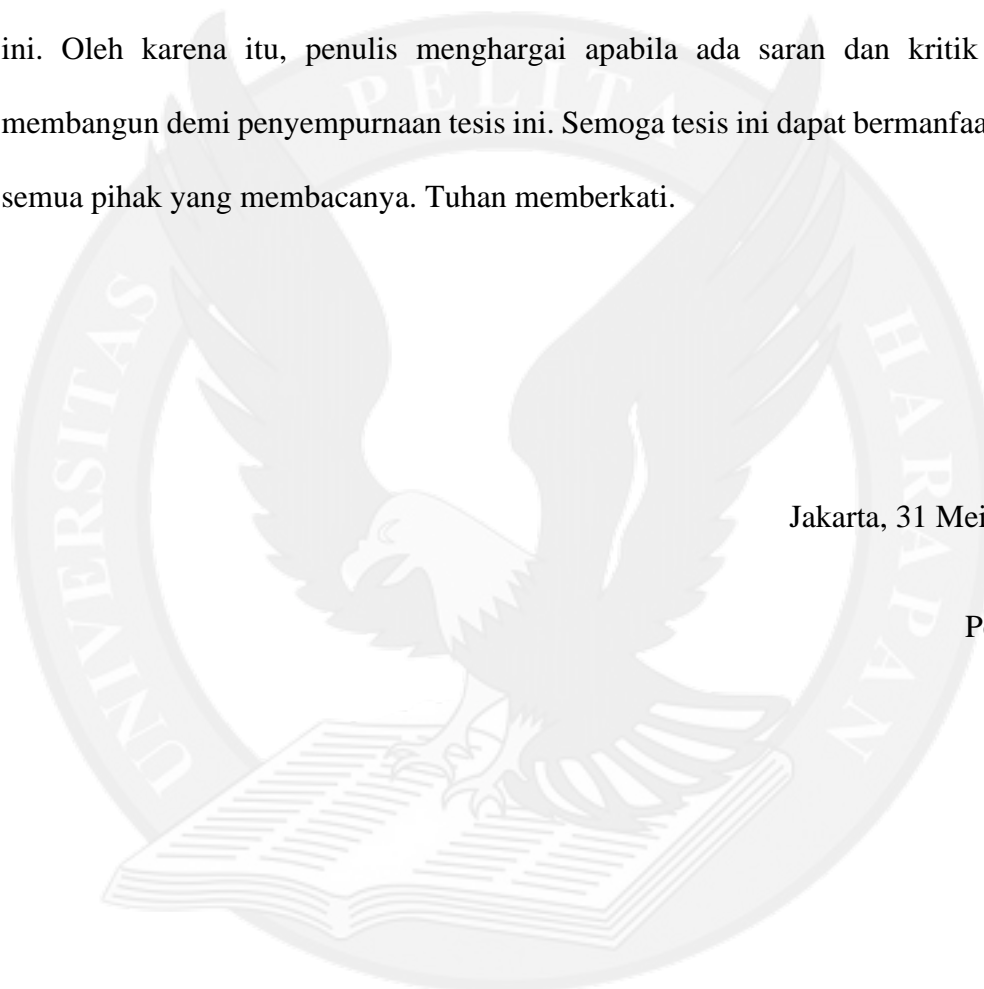 ini. Oleh karena itu, penulis menghargai apabila ada saran dan kritik
membangun demi penyempurnaan tesis ini. Semoga tesis ini dapat bermanfaa
semua pihak yang membacanya. Tuhan memberkati.
Jakarta, 31 Mei
P
UNIVERSITAS PELITA HARAPAN